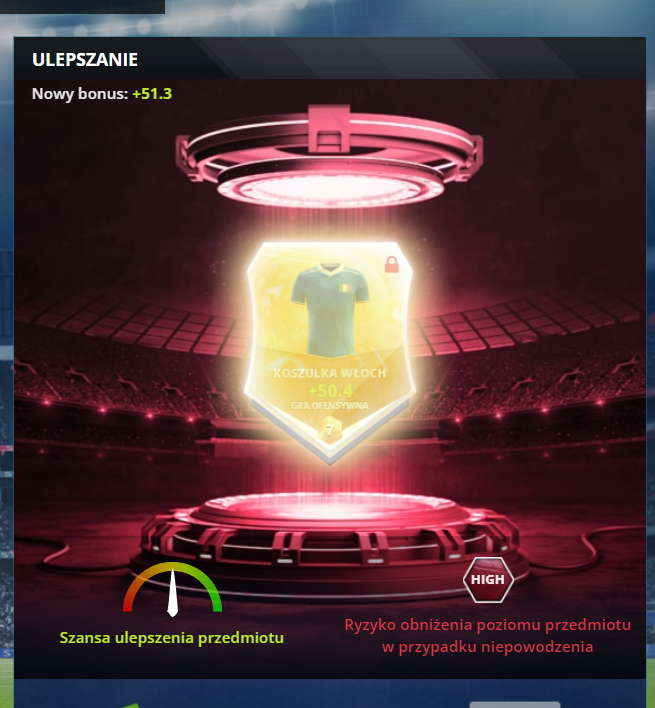 ULEPSZANIE
Nowy bonus: +51.3
KOSZULKA WŁOCH
+50.4
GRA OFENSYWNA
7
HIGH
Szansa ulepszenia przedmiotu
Ryzyko obniżenia poziomu przedmiotu
w przypadku niepowodzenia